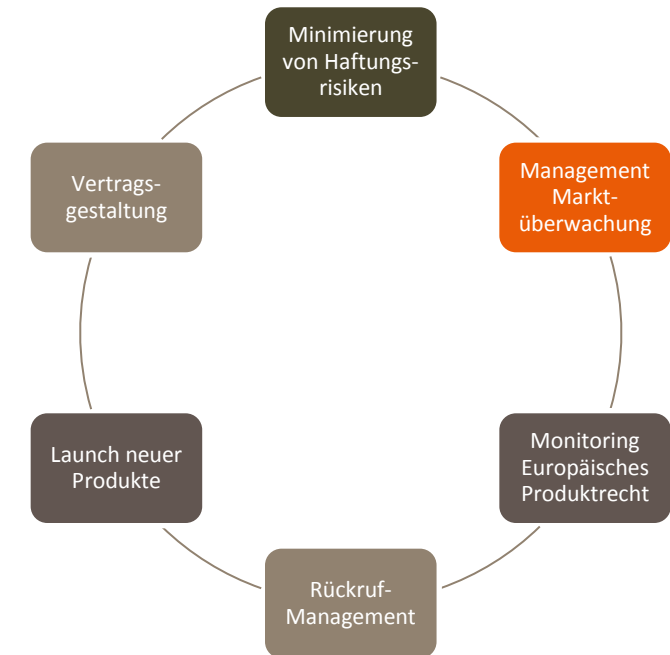 Minimierung
von Haftungs-
risiken
Vertrags-
gestaltung
Management
Markt-
überwachung
Launch neuer
Produkte
Monitoring
Europäisches
Produktrecht
Rückruf-
Management